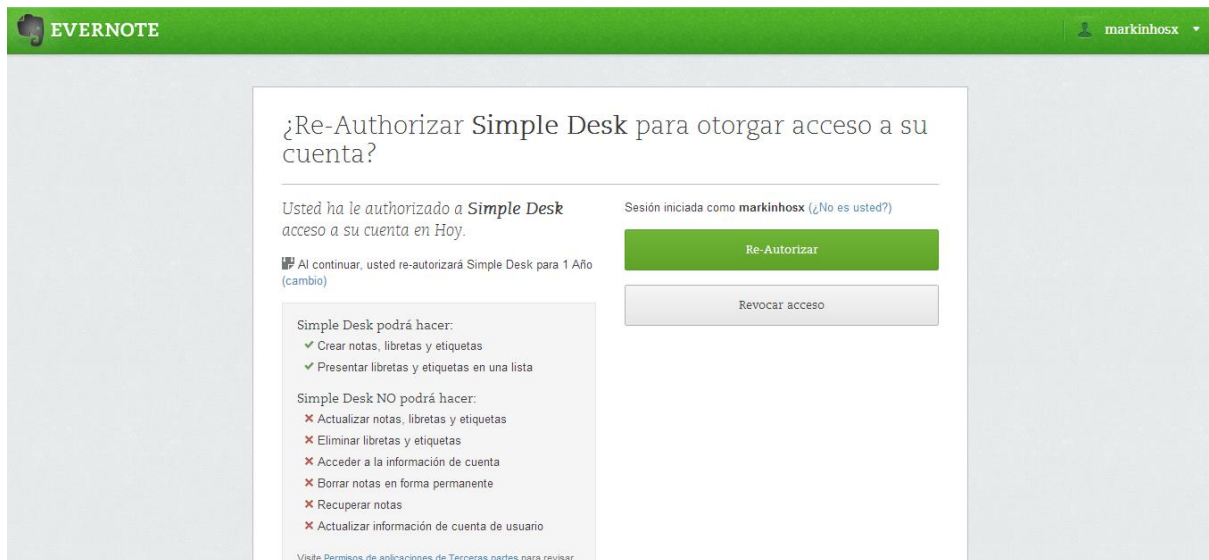 EVERNOTE
markinhosx
¿Re-Authorizar Simple Desk para otorgar acceso a su
cuenta?
Usted ha le authorizado a Simple Desk
acceso a su cuenta en Hoy.
Al continuar, usted re-autorizará Simple Desk para 1 Año
(cambio)
Simple Desk podrá hacer:
Crear notas, libretas y etiquetas
Presentar libretas y etiquetas en una lista
Simple Desk NO podrá hacer:
Actualizar notas, libretas y etiquetas
Eliminar libretas y etiquetas
Acceder a la información de cuenta
Borrar notas en forma permanente
Recuperar notas
Actualizar información de cuenta de usuario
Visite Permisos de aplicaciones de Terceras partes para revisar
Sesión iniciada como markinhosx (¿No es usted?)
Re-Autorizar
Revocar acceso